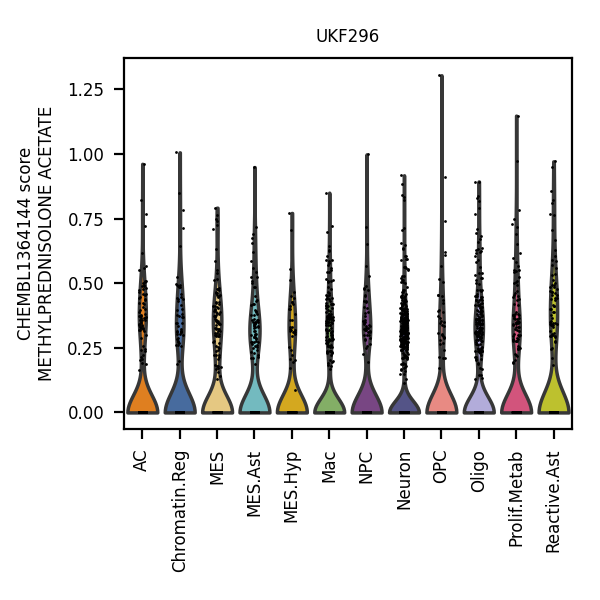 UKF296
CHEMBL1364144 score
METHYLPREDNISOLONE ACETATE
1.25
1.00
0.75
0.50
0.25
0.00
AC
Chromatin.Reg
MES
MES.Ast
MES.Hyp
Mac
NPC
Neuron
OPC
Oligo
Prolif.Metab
Reactive.Ast